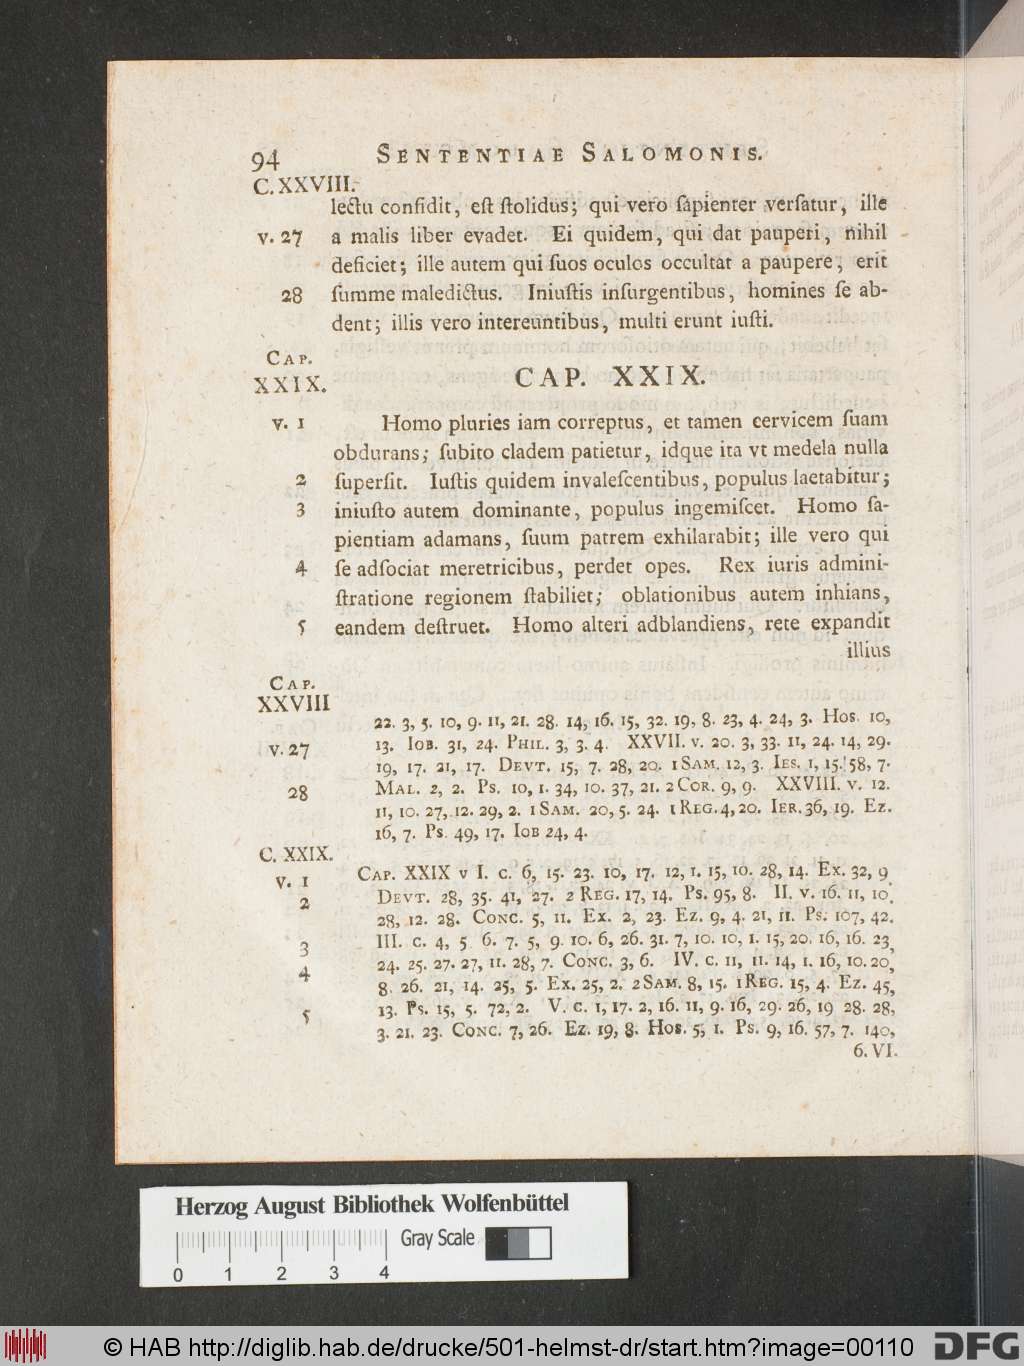 94 SENTENTIAE SALOMONIS.
C. XXVIII.
lectu confidit, eſt ſtolidus; qui vero ſapienter verſatur, ille
v. 27 a malis liber evadet. Ei quidem, qui dat pauperi, nihil
deficiet; ille autem qui ſuos oculos occultat a paupere, erit
28 ſumme maledictus. Iniuſtis inſurgentibus, homines ſe ab-
dent; illis vero intereuntibus, multi erunt iuſti.
CAP.
XXIX. CAP. XXIX.
v. 1 Homo pluries iam correptus, et tamen cervicem ſuam
obdurans; ſubito cladem patietur, idque ita vt medela nulla
2 ſuperſit. Iuſtis quidem invaleſcentibus, populus laetabitur;
3 iniuſto autem dominante, populus ingemiſcet. Homo ſa-
pientiam adamans, ſuum patrem exhilarabit; ille vero qui
4 ſe adſociat meretricibus, perdet opes. Rex iuris admini-
ſtratione regionem ſtabiliet; oblationibus autem inhians,
5 eandem deſtruet. Homo alteri adblandiens, rete expandit
illius
CAP.
XXVIII
22. 3, 5. 10, 9. 11, 21. 28. 14, 16. 15, 32. 19, 8. 23, 4. 24, 3. HOS. 10,
v. 27 13. IOB. 31, 24. PHIL. 3, 3. 4. XXVII. v. 20. 3, 33. 11, 24. 14, 29.
19, 17. 21, 17. DEVT. 15, 7. 28, 20. 1 SAM. 12, 3. IES. 1, 15. 58, 7.
28 MAL. 2, 2. PS. 10, 1. 34, 10. 37, 21. 2 COR. 9, 9. XXVIII. v. 12.
11, 10. 27, 12. 29, 2. 1 SAM. 20, 5. 24. 1 REG. 4, 20. IER. 36, 19. EZ.
16, 7. PS. 49, 17. IOB 24, 4.
C. XXIX.
v. 1 CAP. XXIX v I. c. 6, 15. 23. 10, 17. 12, 1. 15, 10. 28, 14. EX. 32, 9
2 DEVT. 28, 35. 41, 27. 2 REG. 17, 14. PS. 95, 8. II. v. 16. 11, 10.
28, 12. 28. CONC. 5, 11. EX. 2, 23. EZ. 9, 4. 21, 11. PS. 107, 42.
3 III. c. 4, 5 6. 7. 5, 9. 10. 6, 26. 31. 7, 10. 10, 1. 15, 20. 16, 16. 23,
4 24. 25. 27. 27, 11. 28, 7. CONC. 3, 6. IV. c. 11, 11. 14, 1. 16, 10. 20,
8 26. 21, 14. 25, 5. EX. 25, 2. 2 SAM. 8, 15. 1 REG. 15, 4. EZ. 45,
5 13. PS. 15, 5. 72, 2. V. c. 1, 17. 2, 16. 11, 9. 16, 29. 26, 19 28. 28,
3. 21. 23. CONC. 7, 26. EZ. 19, 8. HOS. 5, 1. PS. 9, 16. 57, 7. 140,
6. VI.
Herzog August Bibliothek Wolfenbüttel
Gray Scale
0 1 2 3 4
© HAB http://diglib.hab.de/drucke/501-helmst-dr/start.htm?image=00110 DFG